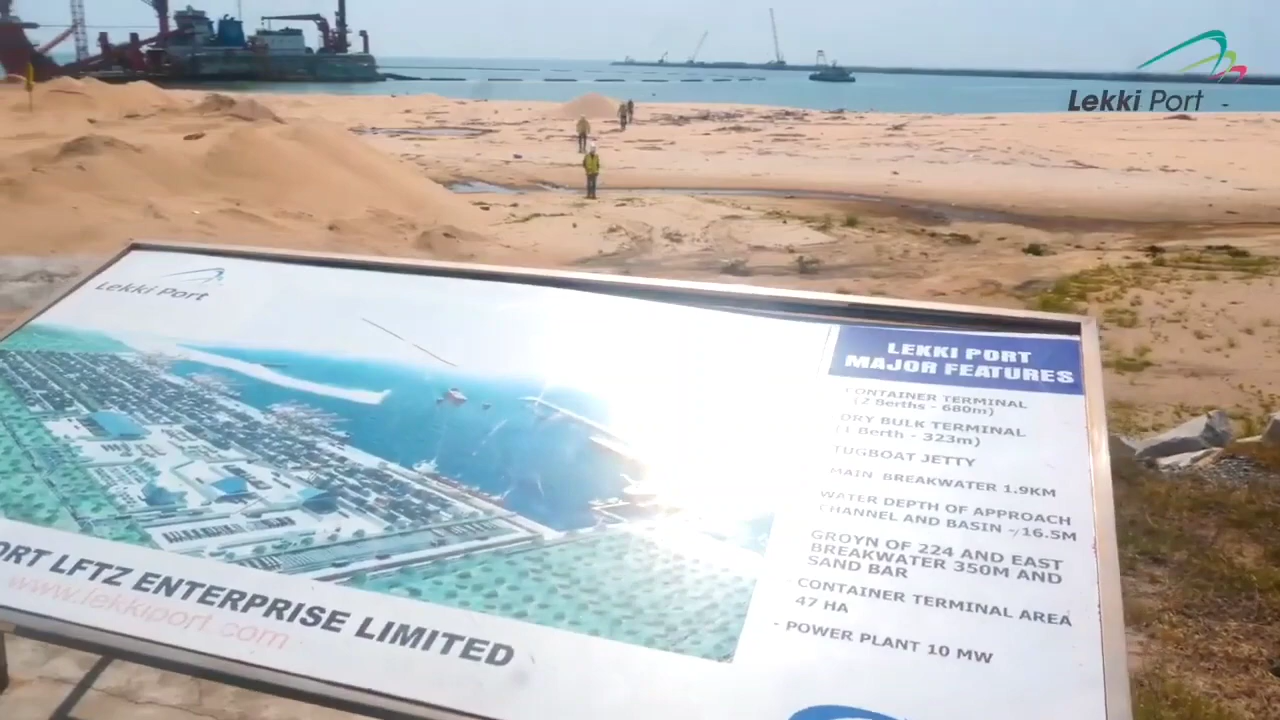 Lekki Port
Lekki Port
LEKKI PORT
MAJOR FEATURES
CONTAINER TERMINAL
(2 Berths - 680m)
DRY BULK TERMINAL
(1 Berth - 323m)
TUGBOAT JETTY
MAIN BREAKWATER 1.9KM
WATER DEPTH OF APPROACH
CHANNEL AND BASIN -/16.5M
GROYN OF 224 AND EAST
BREAKWATER 350M AND
SAND BAR
CONTAINER TERMINAL AREA
47 HA
- POWER PLANT 10 MW
ORT LFTZ ENTERPRISE LIMITED
www.lekkiport.com